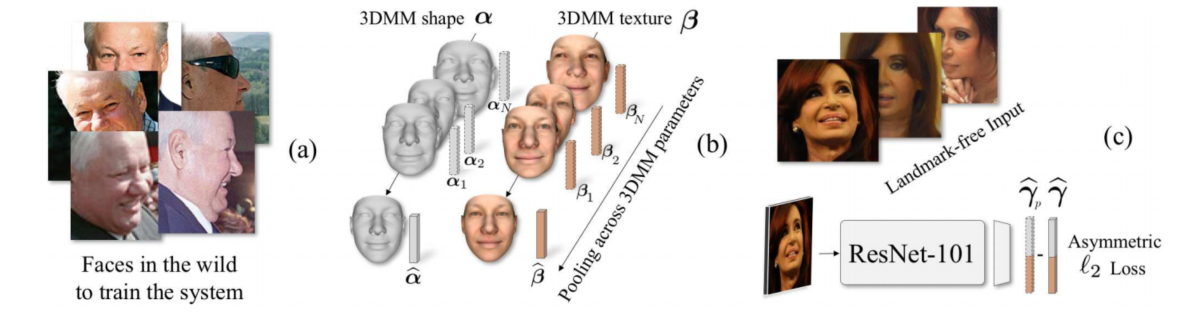 Faces in the wild
to train the system
(a)
3DMM shape α
3DMM texture β
α_N
α_2
α_1
β_N
β_2
β_1
α̂
β̂
Pooling across 3DMM parameters
(b)
Landmark-free Input
(c)
ResNet-101
γ̂_p - γ̂
Asymmetric
ℓ_2 Loss